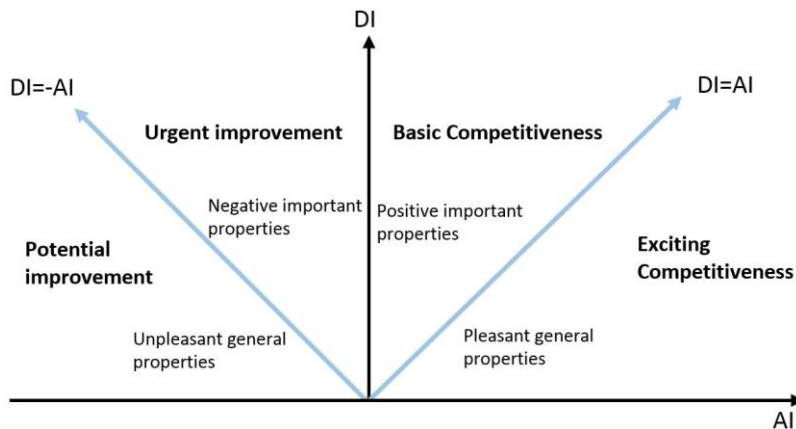 DI
DI=-AI
DI=AI
Urgent improvement
Basic Competitiveness
Negative important
properties
Positive important
properties
Potential
improvement
Exciting
Competitiveness
Unpleasant general
properties
Pleasant general
properties
AI